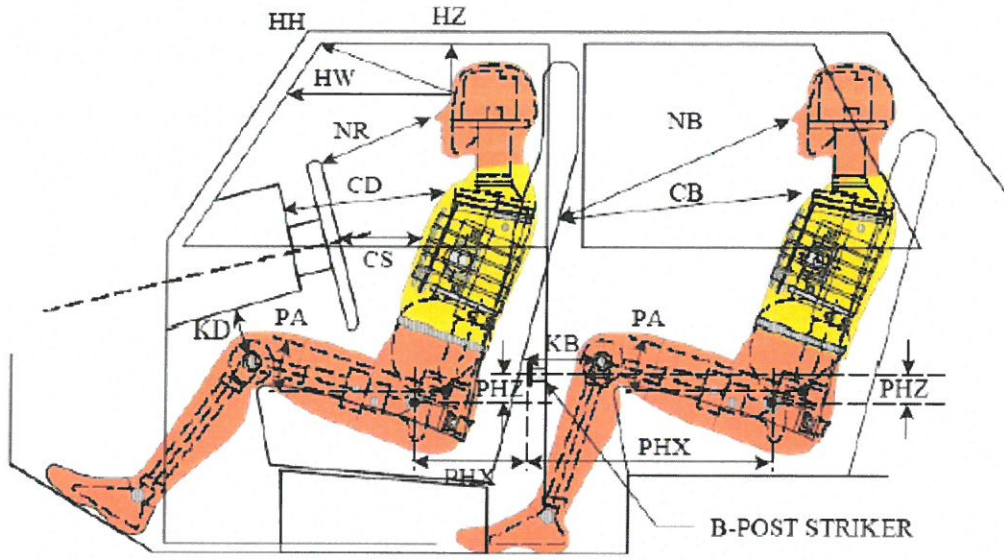 HH
HZ
HW
NR
NB
CD
CB
CS
KD
PA
PA
KB
PHZ
PHZ
PHX
PHX
B-POST STRIKER